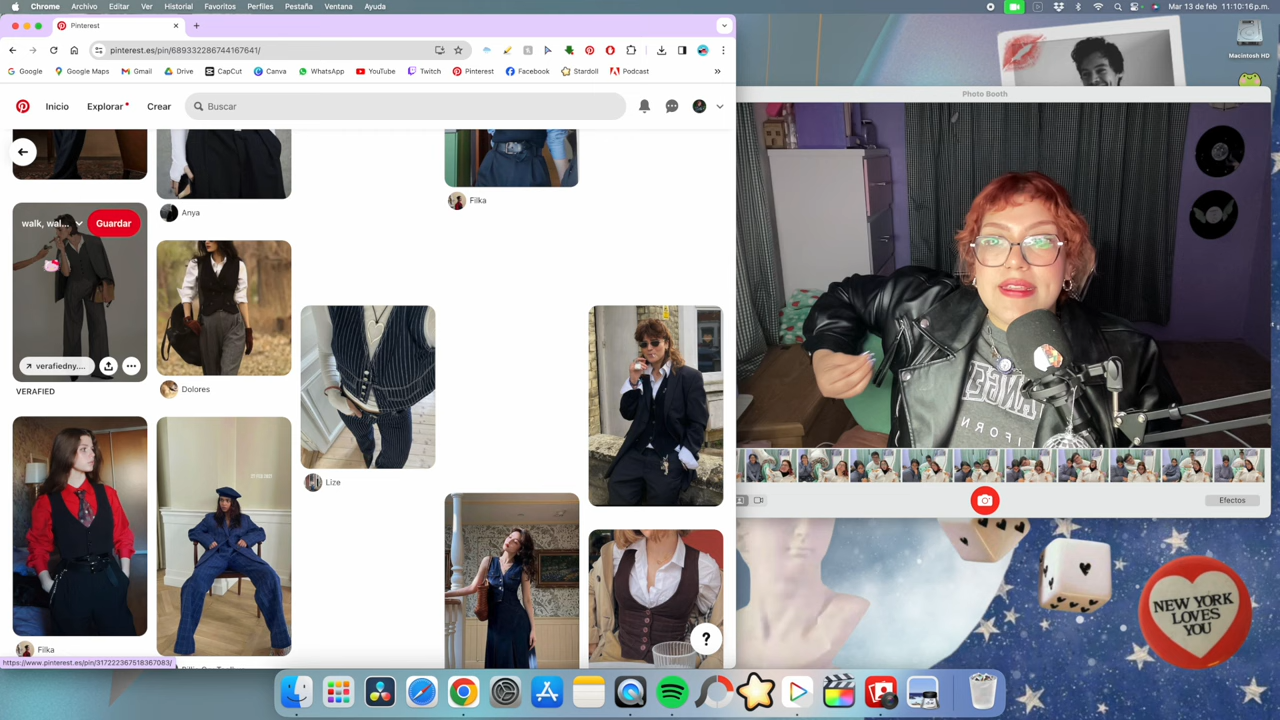 Chrome Archivo Editar Ver Historial Favoritos Perfiles Pestaña Ventana Ayuda
Mar 13 de feb 11:10:16 p.m.
Pinterest
pinterest.es/pin/689332286744167641/
Google Google Maps Gmail Drive CapCut Canva WhatsApp YouTube Twitch Pinterest Facebook Stardoll Podcast »
Inicio Explorar Crear Buscar
Macintosh HD
Photo Booth
Filka
Anya
walk, wal... Guardar
verafiedny....
VERAFIED
Dolores
Lize
Filka
?
https://www.pinterest.es/pin/317222367518367083/
Efectos
NEW YORK
LOVES
YOU